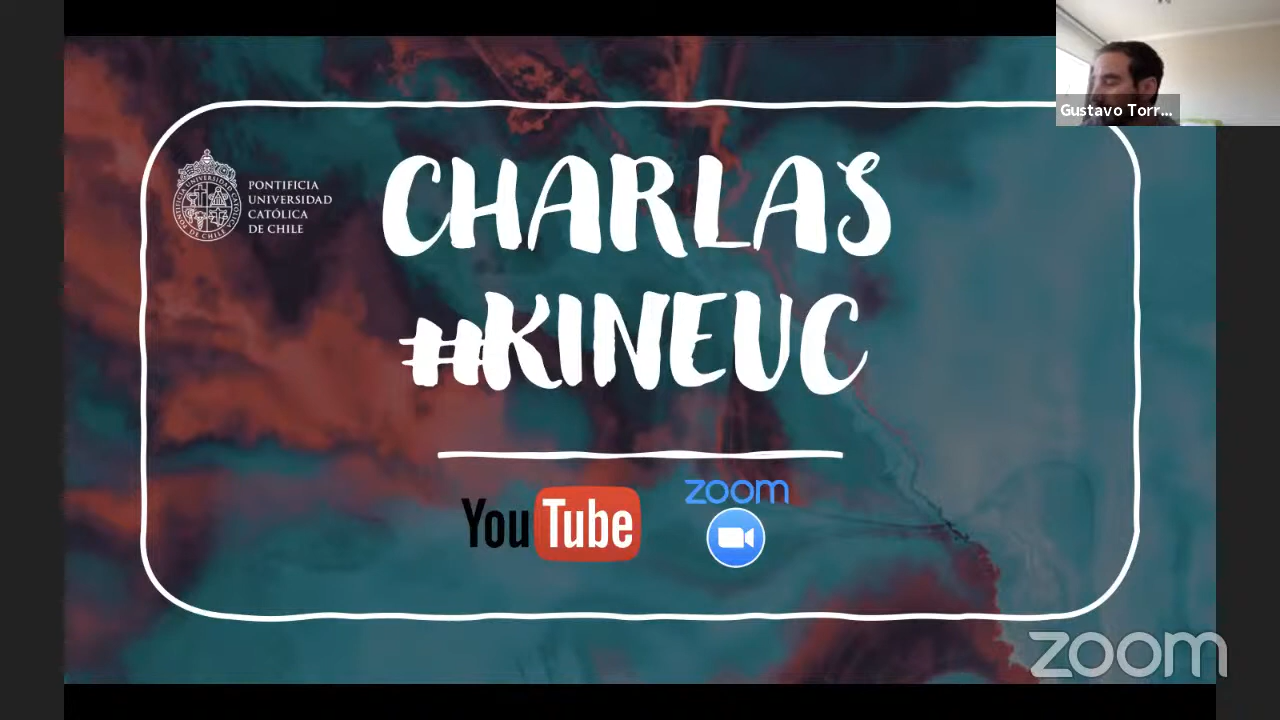 Gustavo Torr...
PONTIFICIA
UNIVERSIDAD
CATÓLICA
DE CHILE
CHARLAS
#KINEUC
YouTube
zoom
zoom